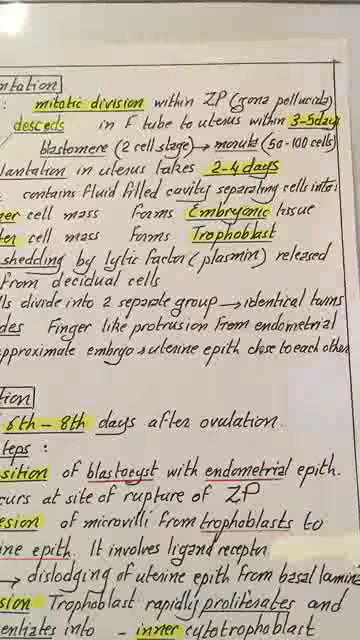 ntation
: mitotic division within ZP (zona pellucida)
desceds in F tube to uterus within 3-5days
blastomere (2 cell stage) → morula (50-100 cells)
lantation in uterus takes 2-4 days
: contains fluid filled cavity separating cells into:
ner cell mass forms Embryonic tissue
ter cell mass forms Trophoblast
shedding by lytic factor (plasmin) released
from decidual cells
lls divide into 2 separate group → identical twins
des Finger like protrusion from endometrial
approximate embryo → uterine epith close to each other
tion
6th - 8th days after ovulation.
teps :
sition of blastocyst with endometrial epith.
curs at site of rupture of ZP
esion of microvilli from trophoblasts to
ine epith. It involves ligand receptor
→ dislodging of uterine epith from basal lamina
sion Trophoblast rapidly proliferates and
entiates into - inner cytotrophoblast